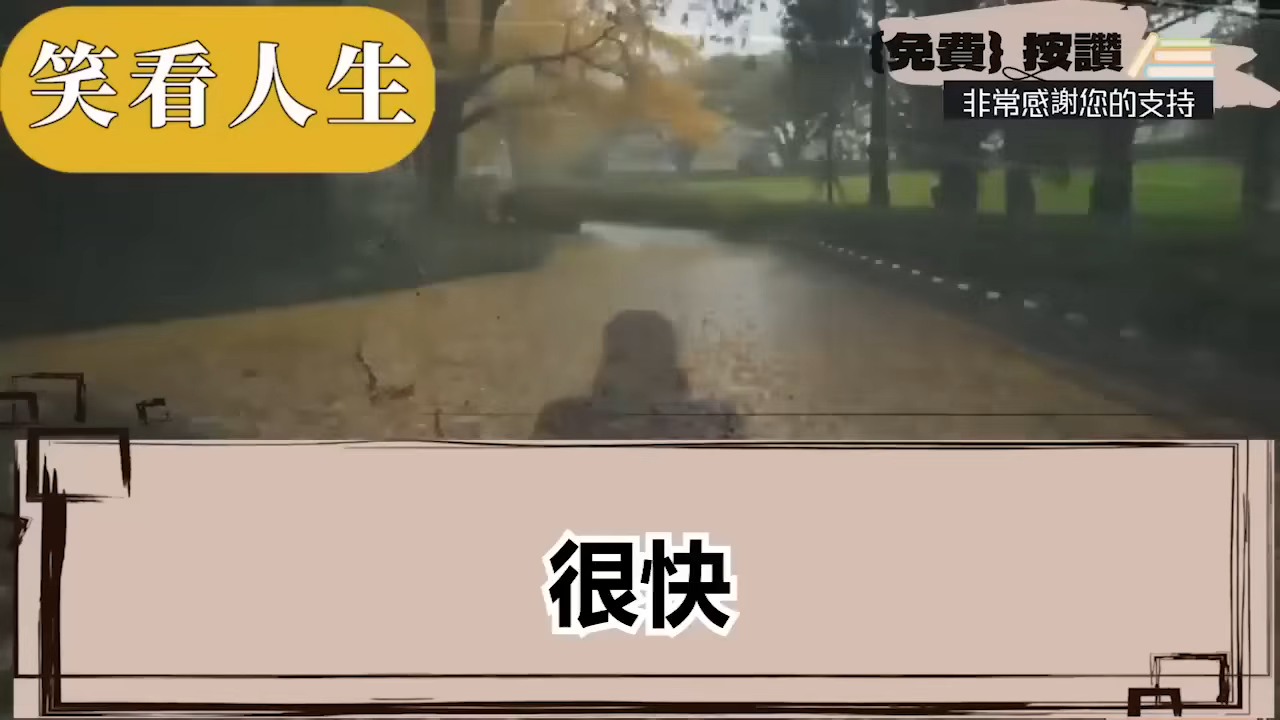 笑看人生
{免費} 按讚
非常感謝您的支持
很快